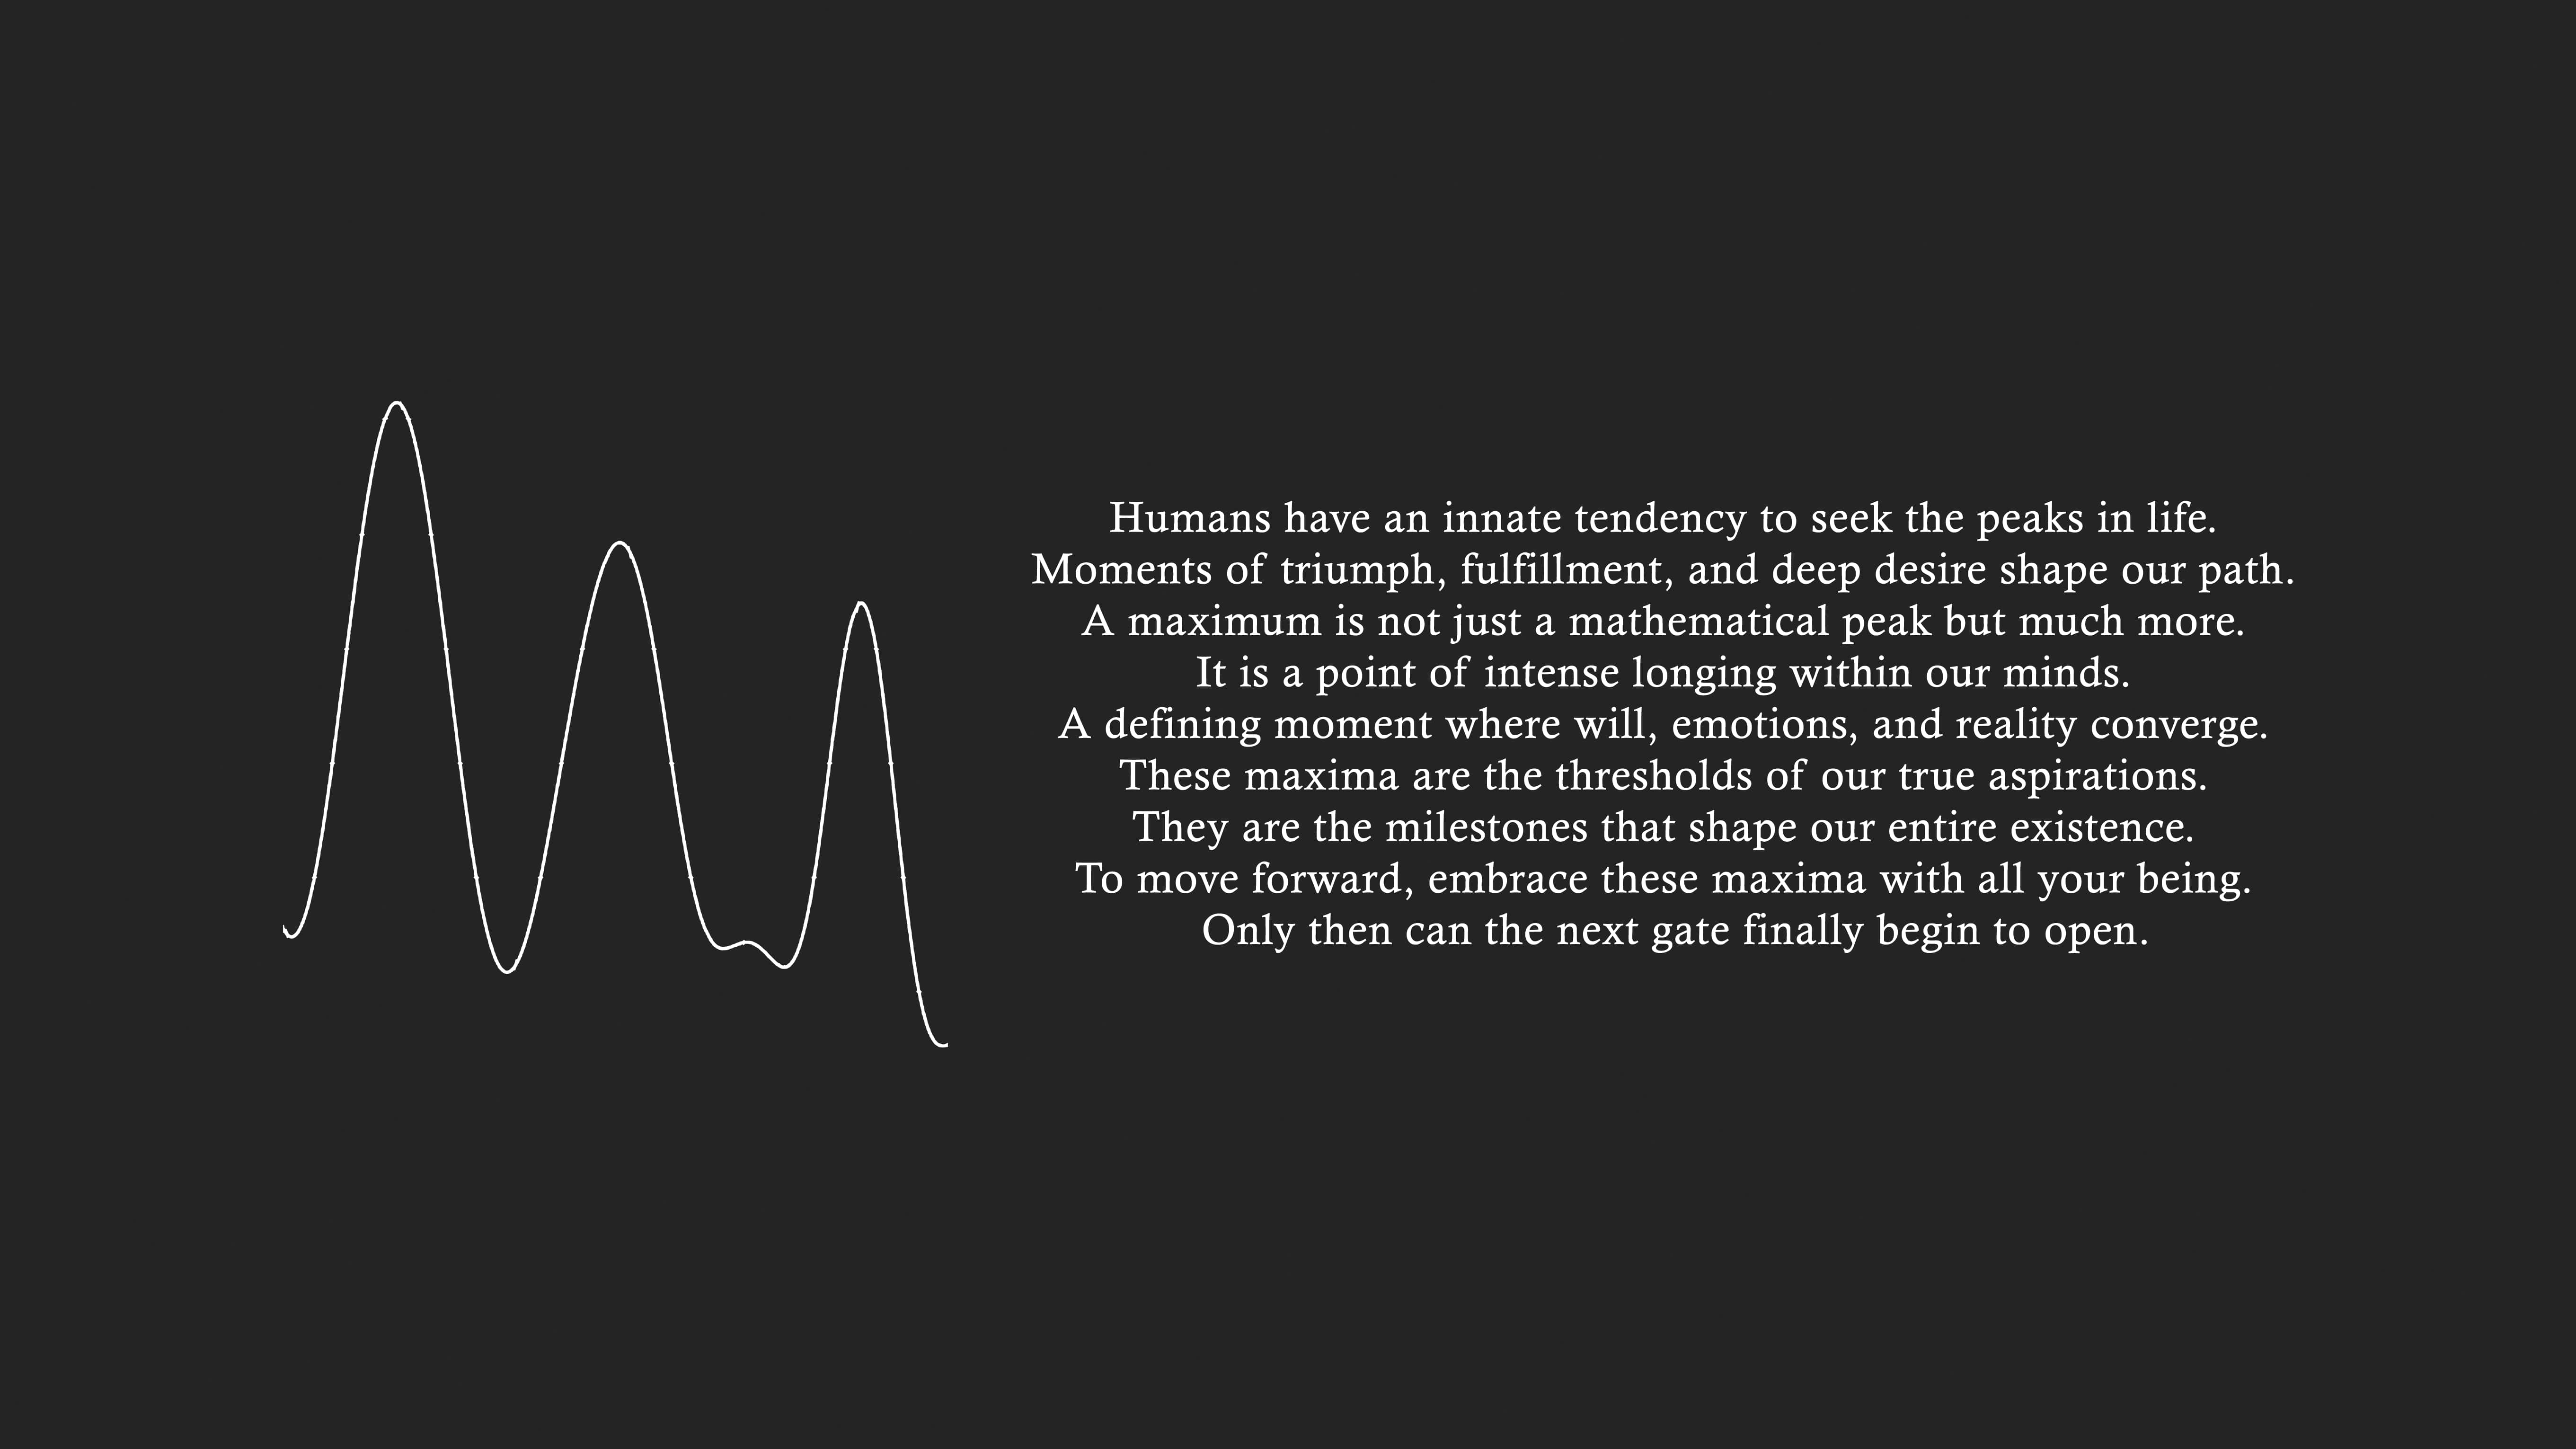 Humans have an innate tendency to seek the peaks in life.
Moments of triumph, fulfillment, and deep desire shape our path.
A maximum is not just a mathematical peak but much more.
It is a point of intense longing within our minds.
A defining moment where will, emotions, and reality converge.
These maxima are the thresholds of our true aspirations.
They are the milestones that shape our entire existence.
To move forward, embrace these maxima with all your being.
Only then can the next gate finally begin to open.